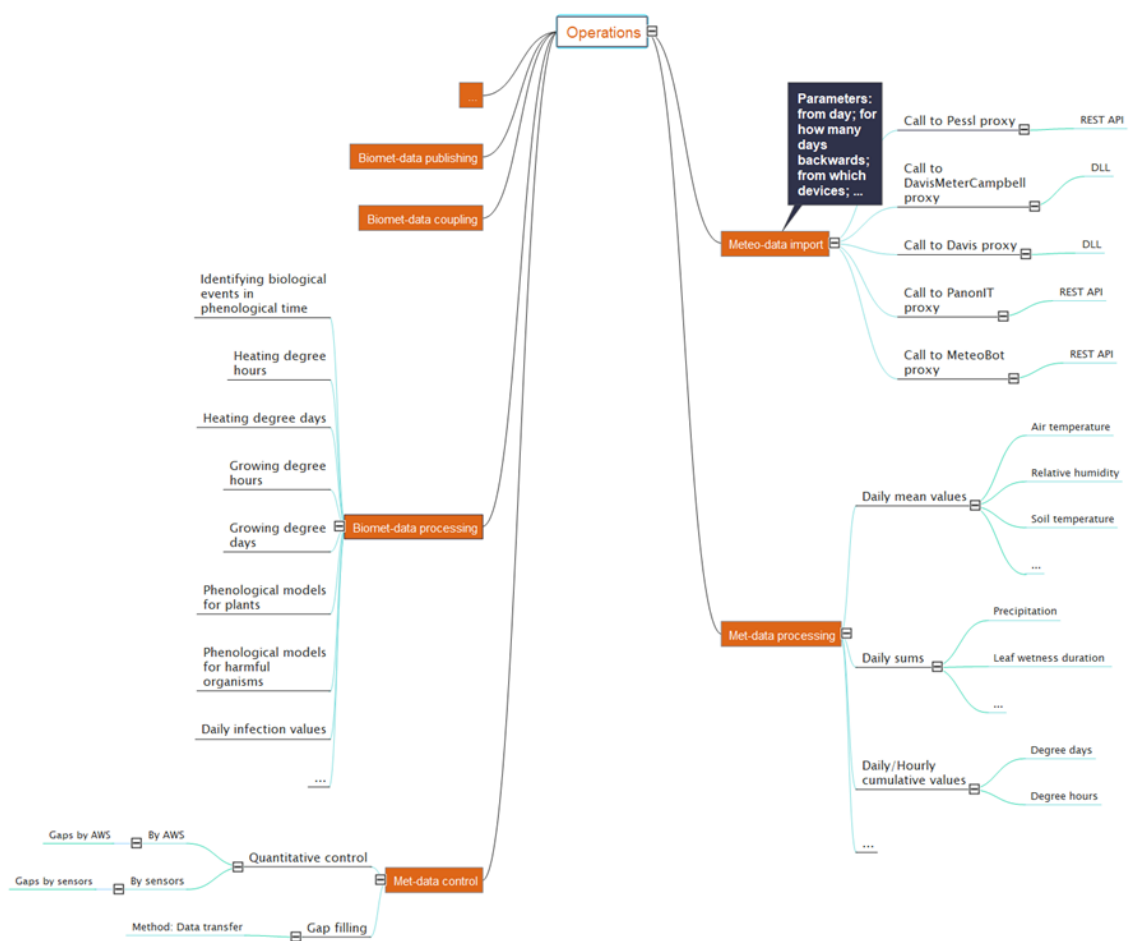 Operations
...
Biomet-data publishing
Biomet-data coupling
Parameters:
from day; for
how many
days
backwards;
from which
devices; ...
Meteo-data import
Call to Pessl proxy
REST API
Call to
DavisMeterCampbell
proxy
DLL
Call to Davis proxy
DLL
Call to PanonIT
proxy
REST API
Call to MeteoBot
proxy
REST API
Identifying biological
events in
phenological time
Heating degree
hours
Heating degree days
Growing degree
hours
Growing degree
days
Phenological models
for plants
Phenological models
for harmful
organisms
Daily infection values
...
Biomet-data processing
Met-data processing
Daily mean values
Air temperature
Relative humidity
Soil temperature
...
Daily sums
Precipitation
Leaf wetness duration
...
Daily/Hourly
cumulative values
Degree days
Degree hours
...
Gaps by AWS
By AWS
Gaps by sensors
By sensors
Quantitative control
Method: Data transfer
Gap filling
Met-data control